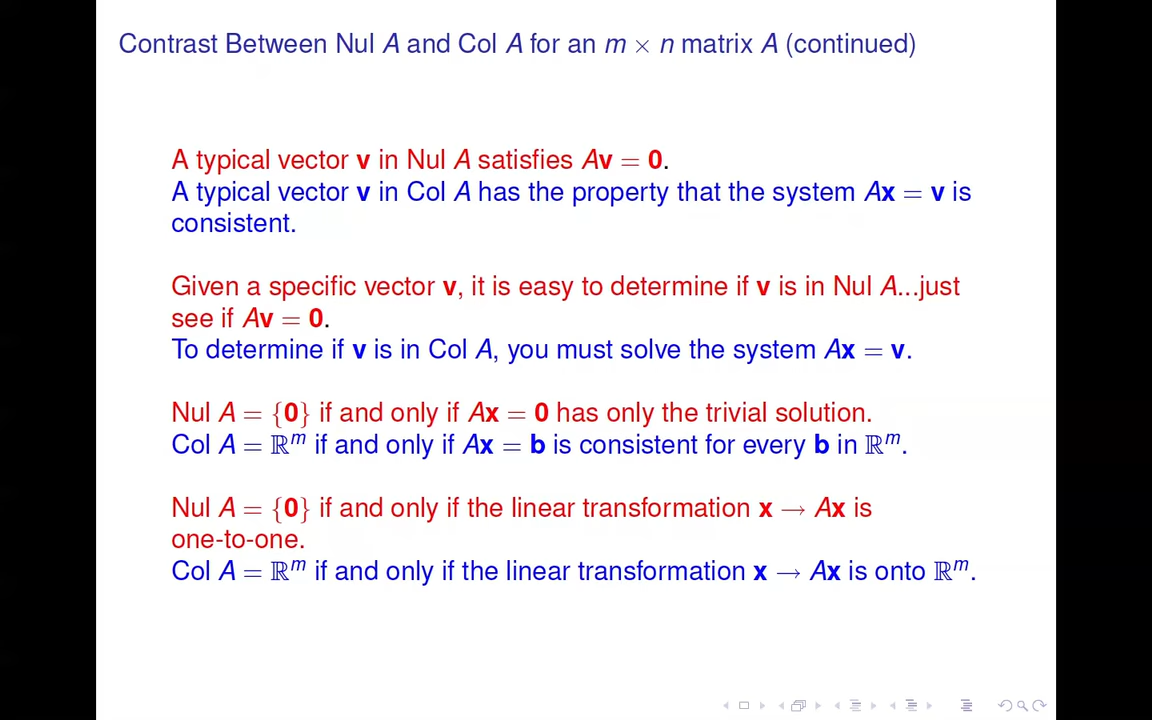 Contrast Between Nul A and Col A for an m × n matrix A (continued)
A typical vector v in Nul A satisfies Av = 0.
A typical vector v in Col A has the property that the system Ax = v is
consistent.
Given a specific vector v, it is easy to determine if v is in Nul A...just
see if Av = 0.
To determine if v is in Col A, you must solve the system Ax = v.
Nul A = {0} if and only if Ax = 0 has only the trivial solution.
Col A = ℝᵐ if and only if Ax = b is consistent for every b in ℝᵐ.
Nul A = {0} if and only if the linear transformation x → Ax is
one-to-one.
Col A = ℝᵐ if and only if the linear transformation x → Ax is onto ℝᵐ.